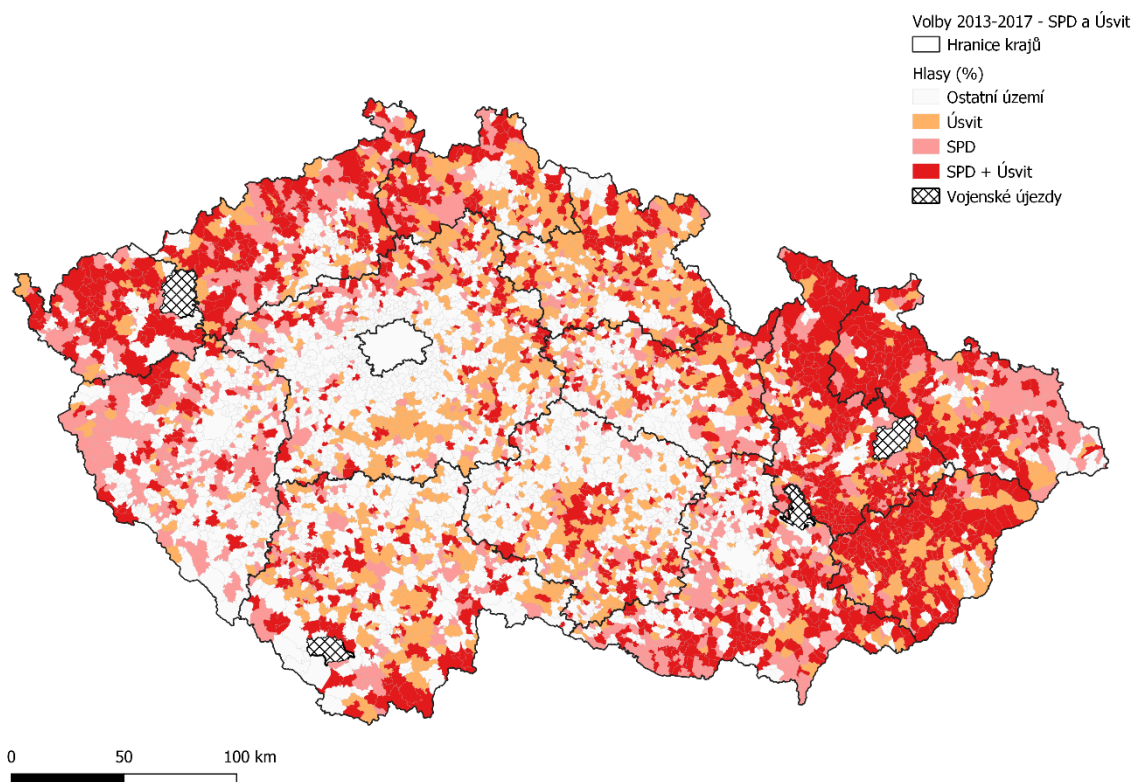 Volby 2013-2017 - SPD a Úsvit
Hranice krajů
Hlasy (%)
Ostatní území
Úsvit
SPD
SPD + Úsvit
Vojenské újezdy
0 50 100 km